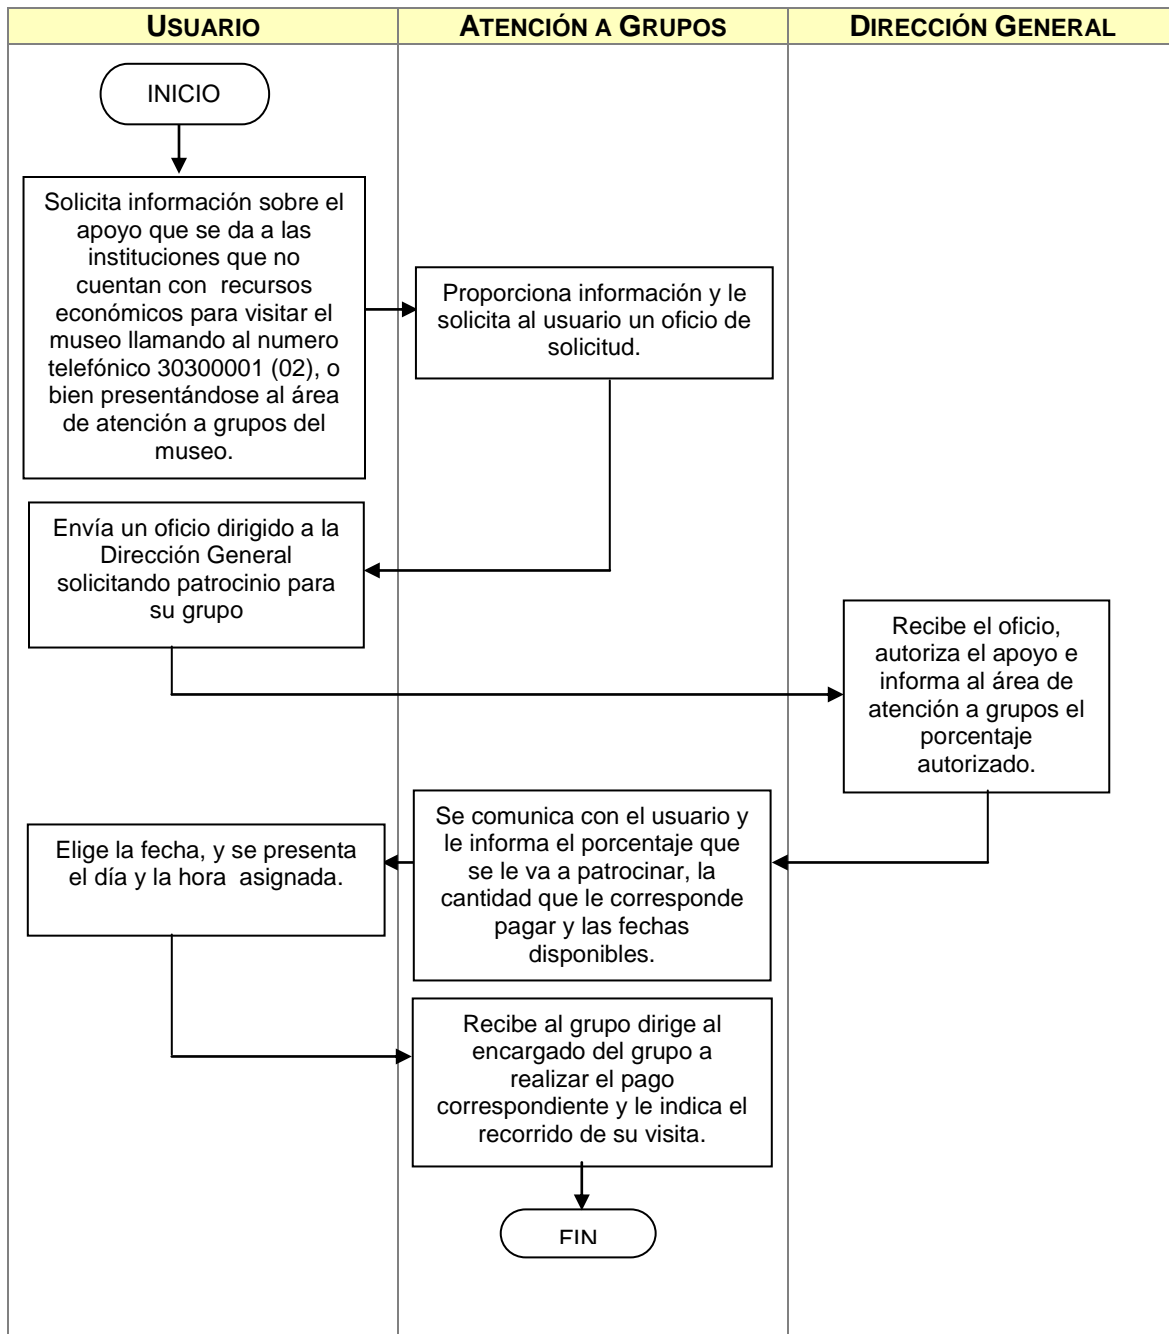 USUARIO
ATENCIÓN A GRUPOS
DIRECCIÓN GENERAL
INICIO
Solicita información sobre el
apoyo que se da a las
instituciones que no
cuentan con recursos
económicos para visitar el
museo llamando al numero
telefónico 30300001 (02), o
bien presentándose al área
de atención a grupos del
museo.
Proporciona información y le
solicita al usuario un oficio de
solicitud.
Envía un oficio dirigido a la
Dirección General
solicitando patrocinio para
su grupo
Recibe el oficio,
autoriza el apoyo e
informa al área de
atención a grupos el
porcentaje
autorizado.
Se comunica con el usuario y
le informa el porcentaje que
se le va a patrocinar, la
cantidad que le corresponde
pagar y las fechas
disponibles.
Elige la fecha, y se presenta
el día y la hora asignada.
Recibe al grupo dirige al
encargado del grupo a
realizar el pago
correspondiente y le indica el
recorrido de su visita.
FIN